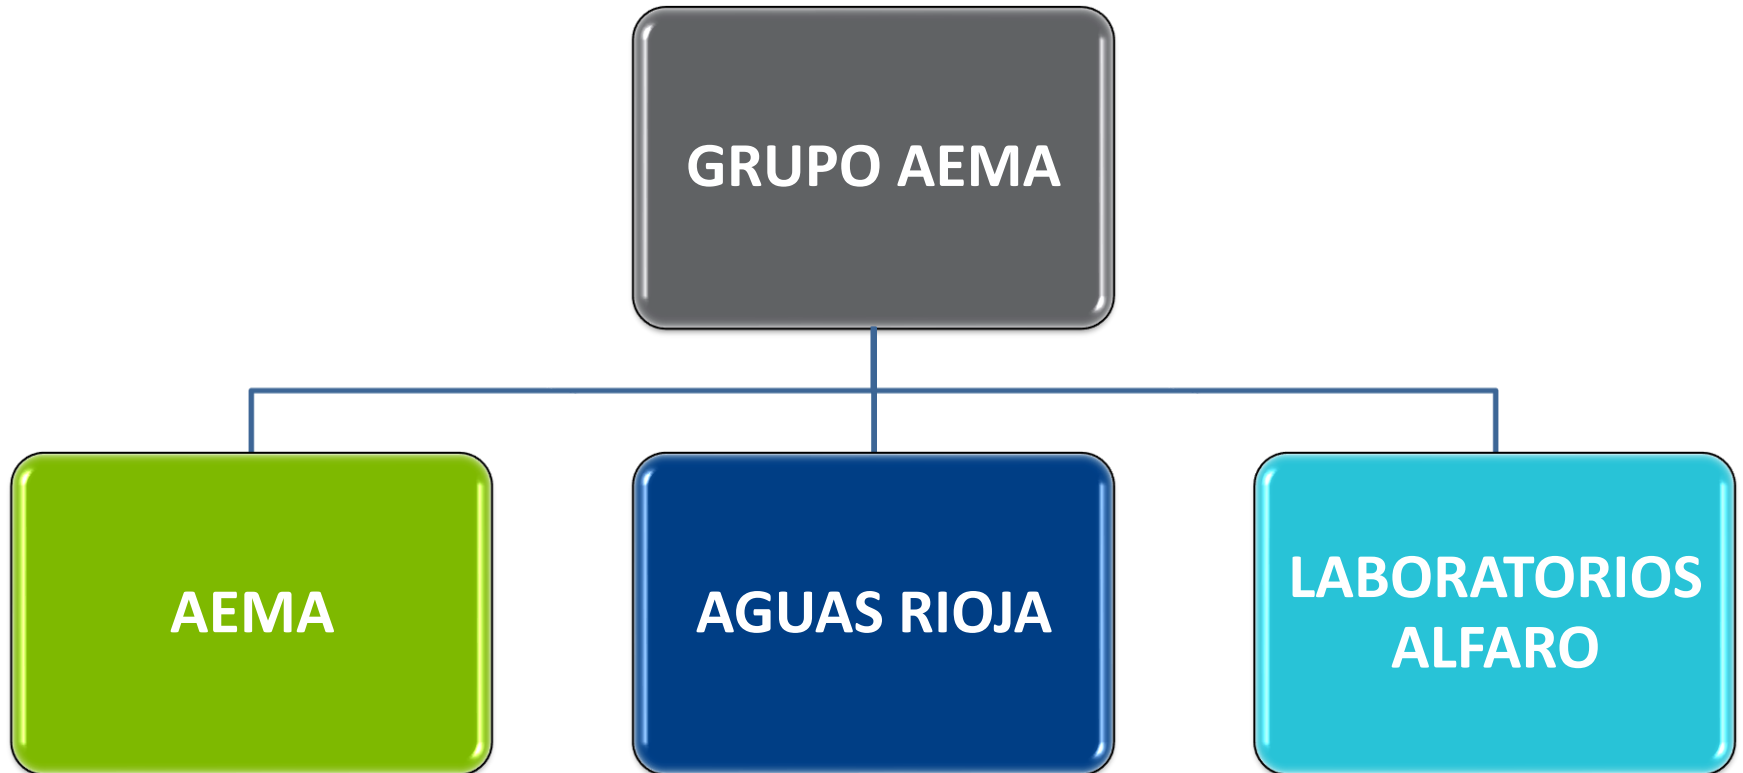 GRUPO AEMA
AEMA
AGUAS RIOJA
LABORATORIOS
ALFARO